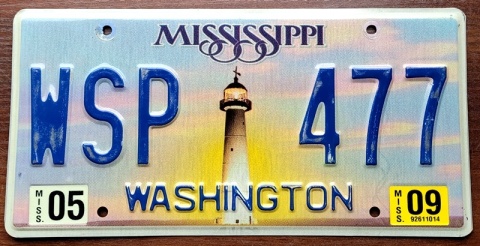 MISSISSIPPI
WSP 477
WASHINGTON
MISS. 05
MISS. 09
92611014